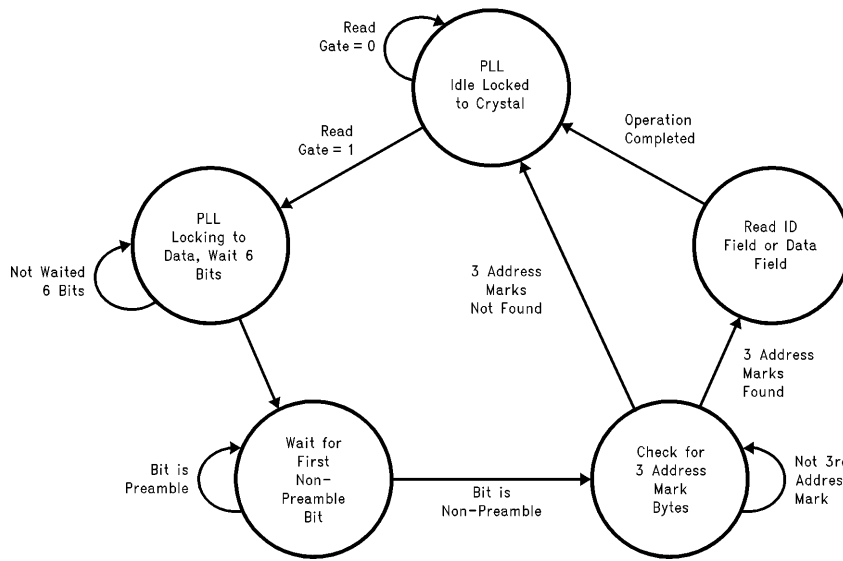 Read
Gate = 0
PLL
Idle Locked
to Crystal
Operation
Completed
Read
Gate = 1
PLL
Locking to
Data, Wait 6
Bits
Read ID
Field or Data
Field
Not Waited
6 Bits
3 Address
Marks
Not Found
3 Address
Marks
Found
Wait for
First
Non-
Preamble
Bit
Check for
3 Address
Mark
Bytes
Bit is
Preamble
Not 3r
Addres
Mark
Bit is
Non-Preamble